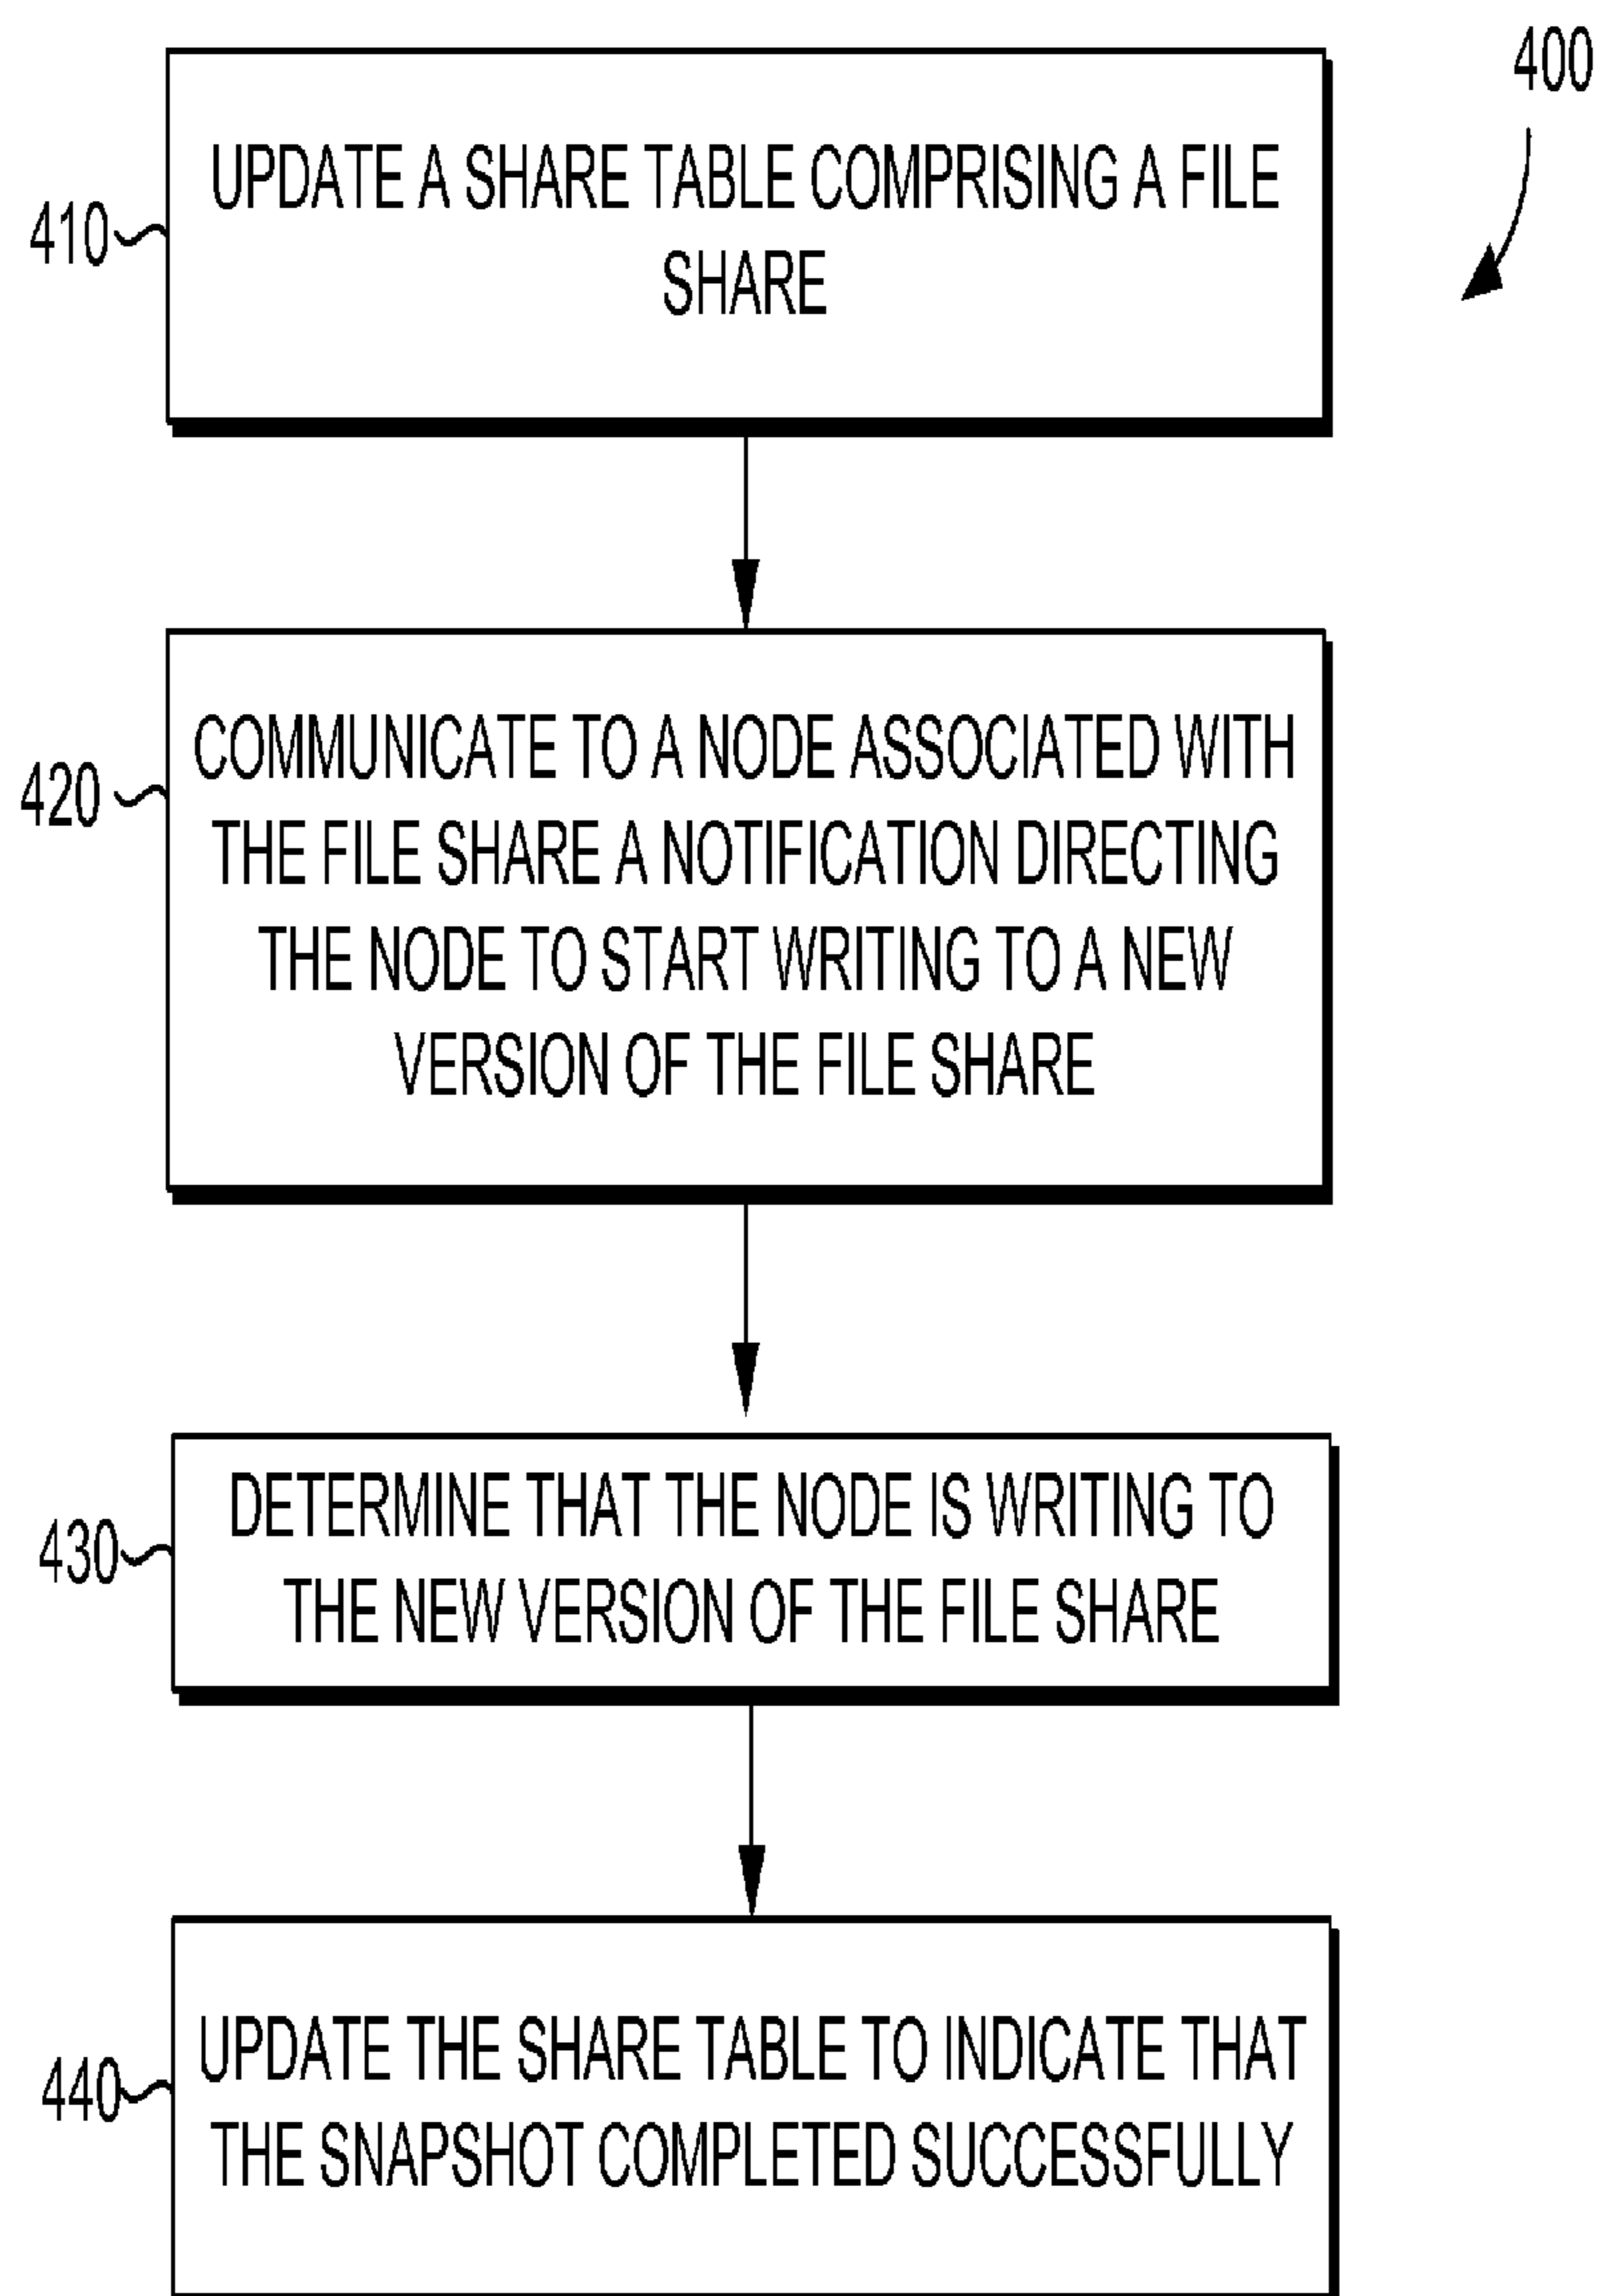 400
410
UPDATE A SHARE TABLE COMPRISING A FILE
SHARE
420
COMMUNICATE TO A NODE ASSOCIATED WITH
THE FILE SHARE A NOTIFICATION DIRECTING
THE NODE TO START WRITING TO A NEW
VERSION OF THE FILE SHARE
430
DETERMINE THAT THE NODE IS WRITING TO
THE NEW VERSION OF THE FILE SHARE
440
UPDATE THE SHARE TABLE TO INDICATE THAT
THE SNAPSHOT COMPLETED SUCCESSFULLY